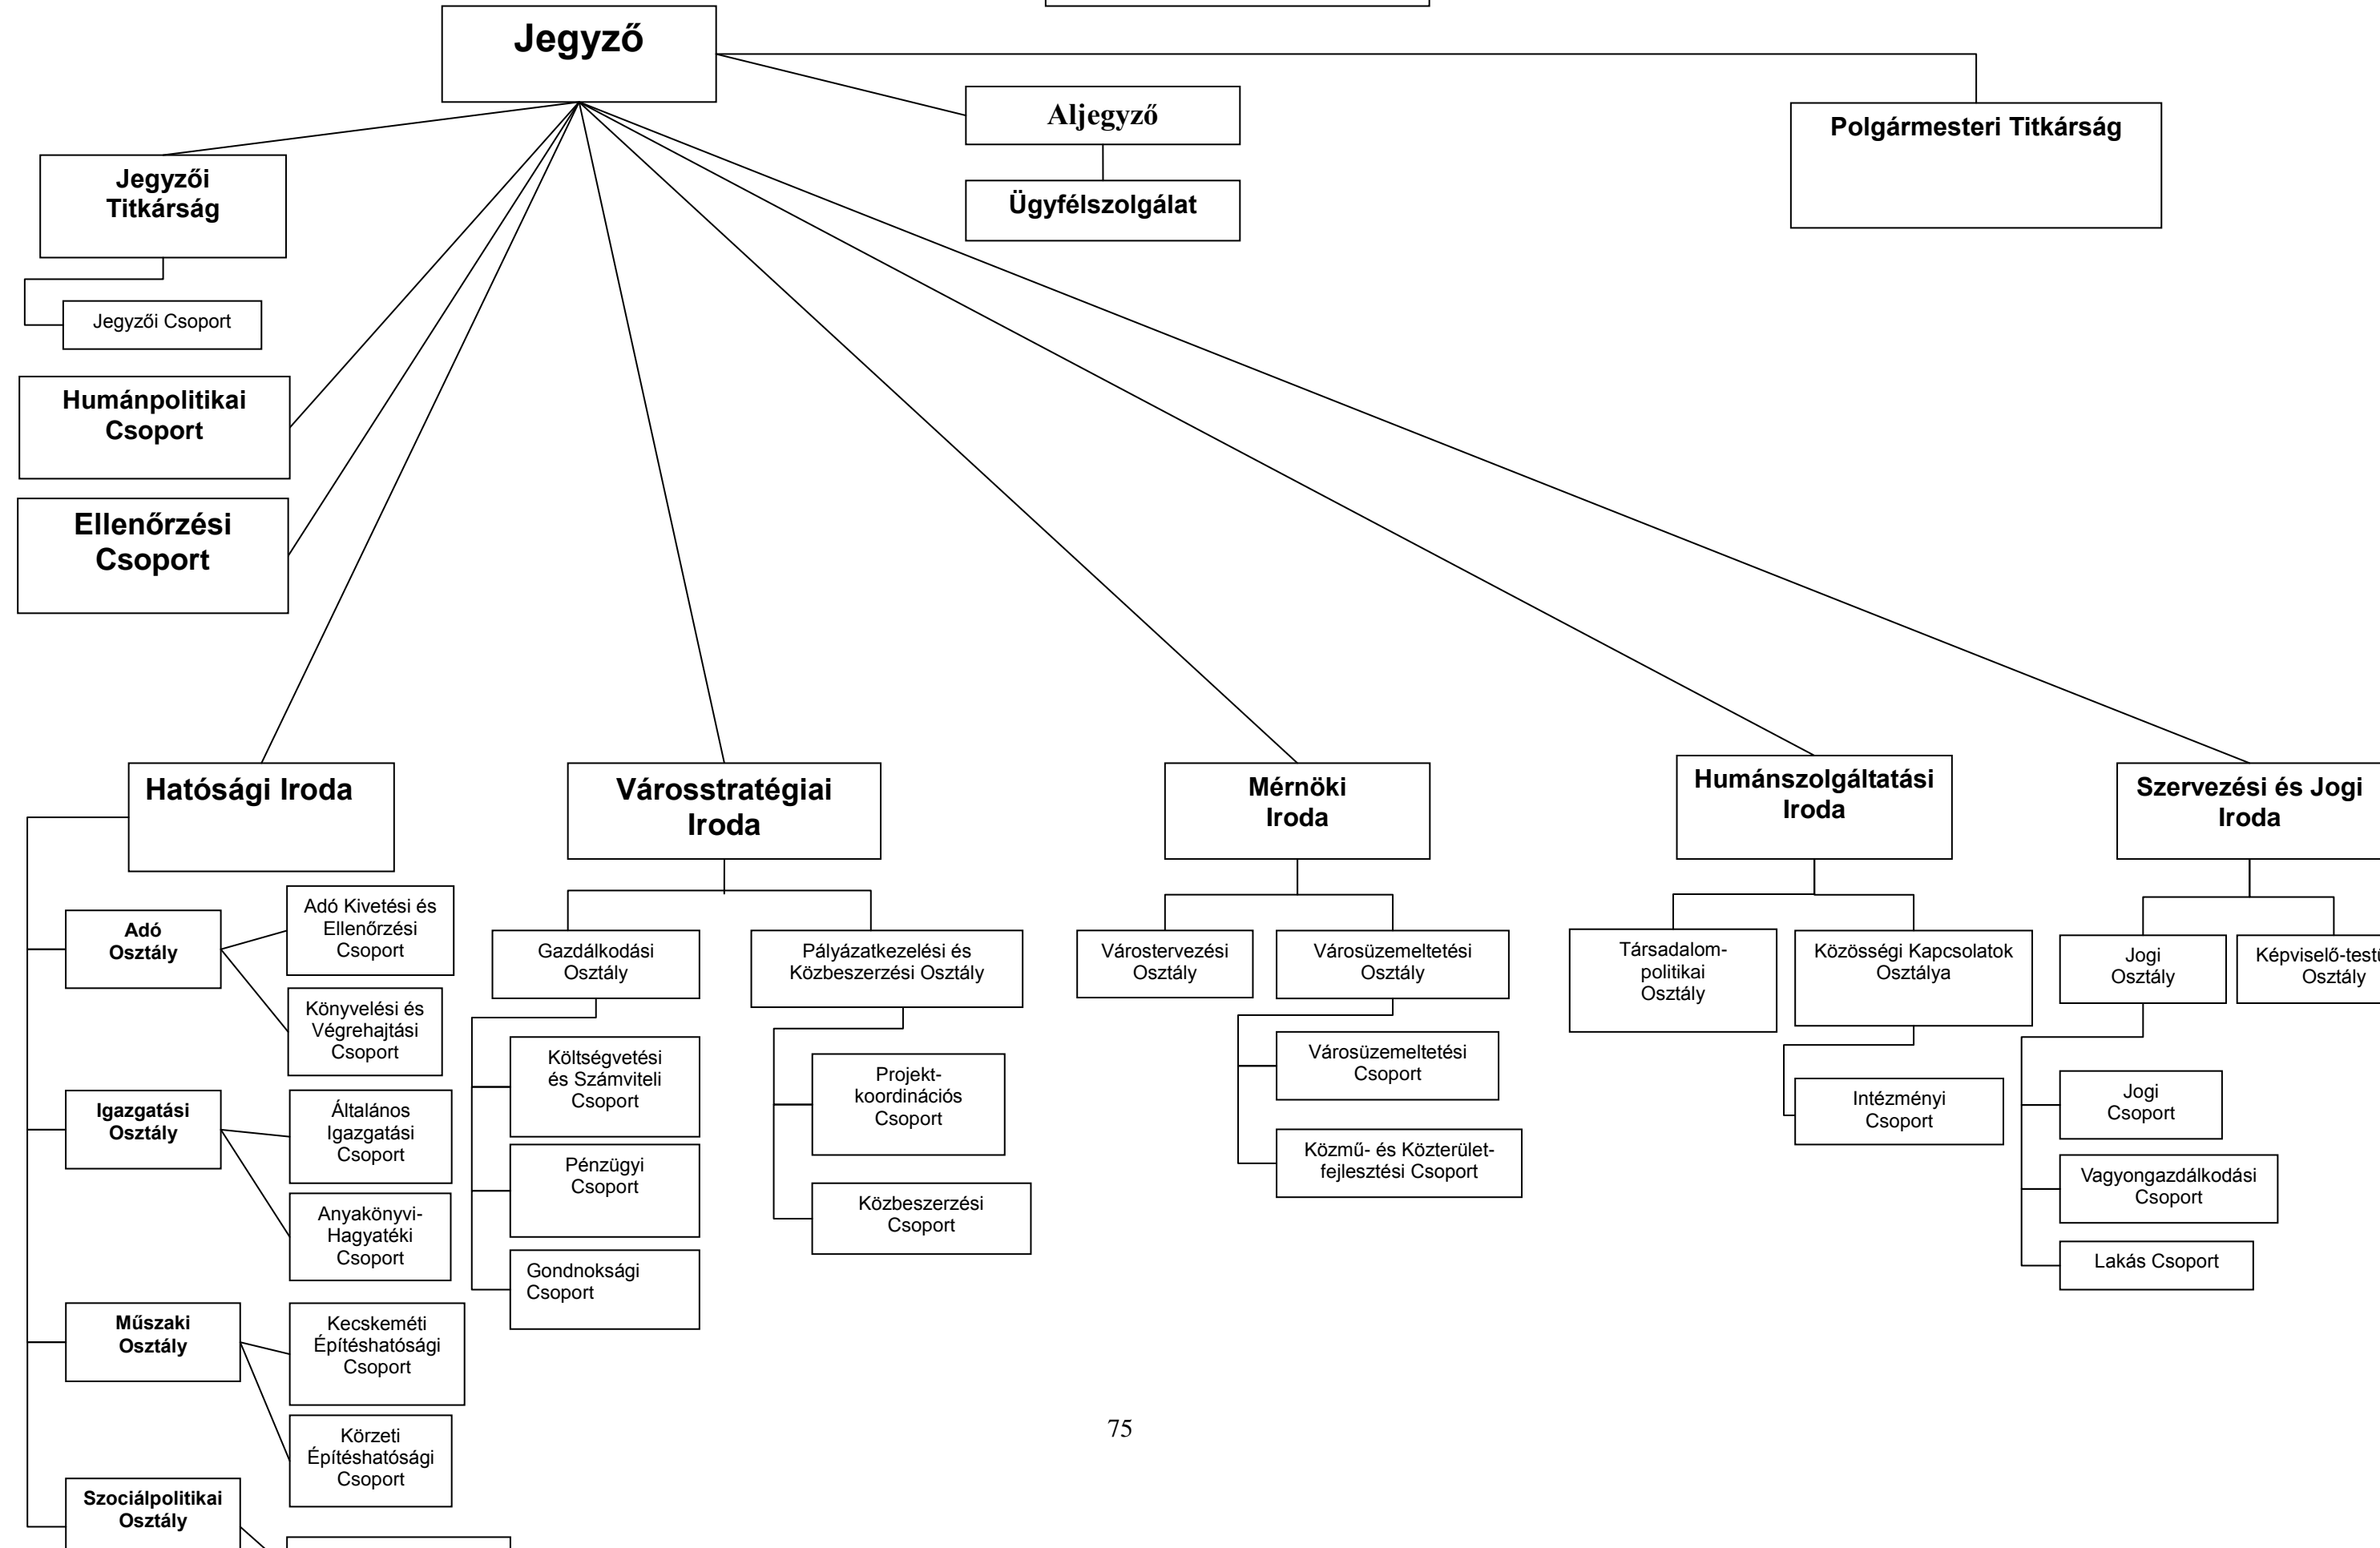 Jegyző
Aljegyző
Polgármesteri Titkárság
Ügyfélszolgálat
Jegyzői
Titkárság
Jegyzői Csoport
Humánpolitikai
Csoport
Ellenőrzési
Csoport
Hatósági Iroda
Adó
Osztály
Adó Kivetési és
Ellenőrzési
Csoport
Könyvelési és
Végrehajtási
Csoport
Igazgatási
Osztály
Általános
Igazgatási
Csoport
Anyakönyvi-
Hagyatéki
Csoport
Műszaki
Osztály
Kecskeméti
Építéshatósági
Csoport
Körzeti
Építéshatósági
Csoport
Szociálpolitikai
Osztály
Városstratégiai
Iroda
Gazdálkodási
Osztály
Költségvetési
és Számviteli
Csoport
Pénzügyi
Csoport
Gondnoksági
Csoport
Pályázatkezelési és
Közbeszerzési Osztály
Projekt-
koordinációs
Csoport
Közbeszerzési
Csoport
Mérnöki
Iroda
Várostervezési
Osztály
Városüzemeltetési
Osztály
Városüzemeltetési
Csoport
Közmű- és Közterület-
fejlesztési Csoport
Humánszolgáltatási
Iroda
Társadalom-
politikai
Osztály
Közösségi Kapcsolatok
Osztálya
Intézményi
Csoport
Szervezési és Jogi
Iroda
Jogi
Osztály
Osztály
Jogi
Csoport
Vagyongazdálkodási
Csoport
Lakás Csoport
75